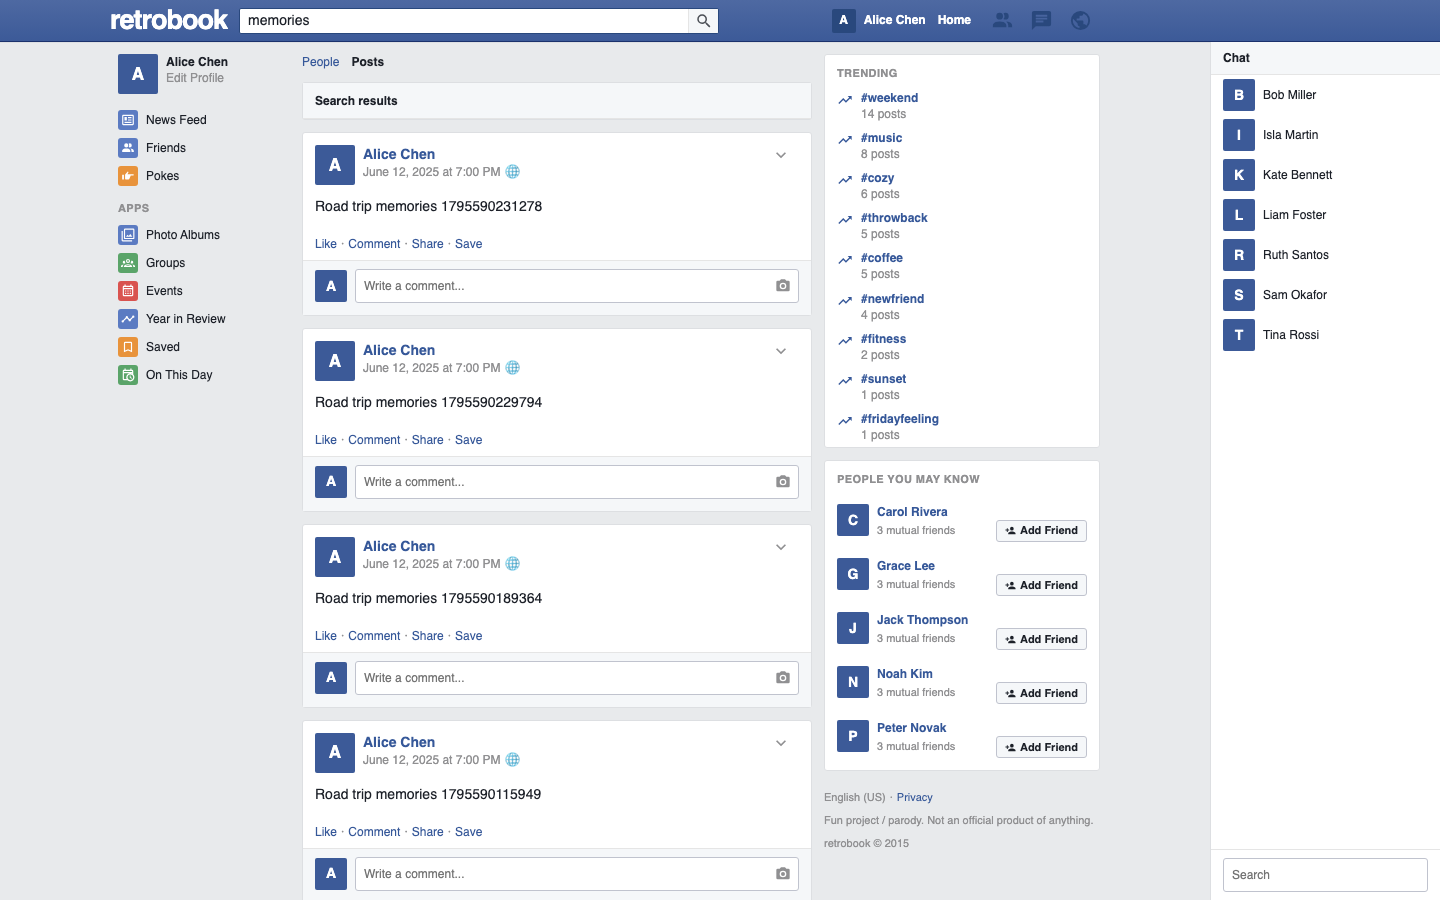 retrobook
memories
A
Alice Chen
Home
A
Alice Chen
Edit Profile
News Feed
Friends
Pokes
APPS
Photo Albums
Groups
Events
Year in Review
Saved
On This Day
People
Posts
Search results
A
Alice Chen
June 12, 2025 at 7:00 PM
Road trip memories 1795590231278
Like · Comment · Share · Save
A
Write a comment...
A
Alice Chen
June 12, 2025 at 7:00 PM
Road trip memories 1795590229794
Like · Comment · Share · Save
A
Write a comment...
A
Alice Chen
June 12, 2025 at 7:00 PM
Road trip memories 1795590189364
Like · Comment · Share · Save
A
Write a comment...
A
Alice Chen
June 12, 2025 at 7:00 PM
Road trip memories 1795590115949
Like · Comment · Share · Save
A
Write a comment...
TRENDING
#weekend
14 posts
#music
8 posts
#cozy
6 posts
#throwback
5 posts
#coffee
5 posts
#newfriend
4 posts
#fitness
2 posts
#sunset
1 posts
#fridayfeeling
1 posts
PEOPLE YOU MAY KNOW
C
Carol Rivera
3 mutual friends
Add Friend
G
Grace Lee
3 mutual friends
Add Friend
J
Jack Thompson
3 mutual friends
Add Friend
N
Noah Kim
3 mutual friends
Add Friend
P
Peter Novak
3 mutual friends
Add Friend
English (US) · Privacy
Fun project / parody. Not an official product of anything.
retrobook © 2015
Chat
B
Bob Miller
I
Isla Martin
K
Kate Bennett
L
Liam Foster
R
Ruth Santos
S
Sam Okafor
T
Tina Rossi
Search